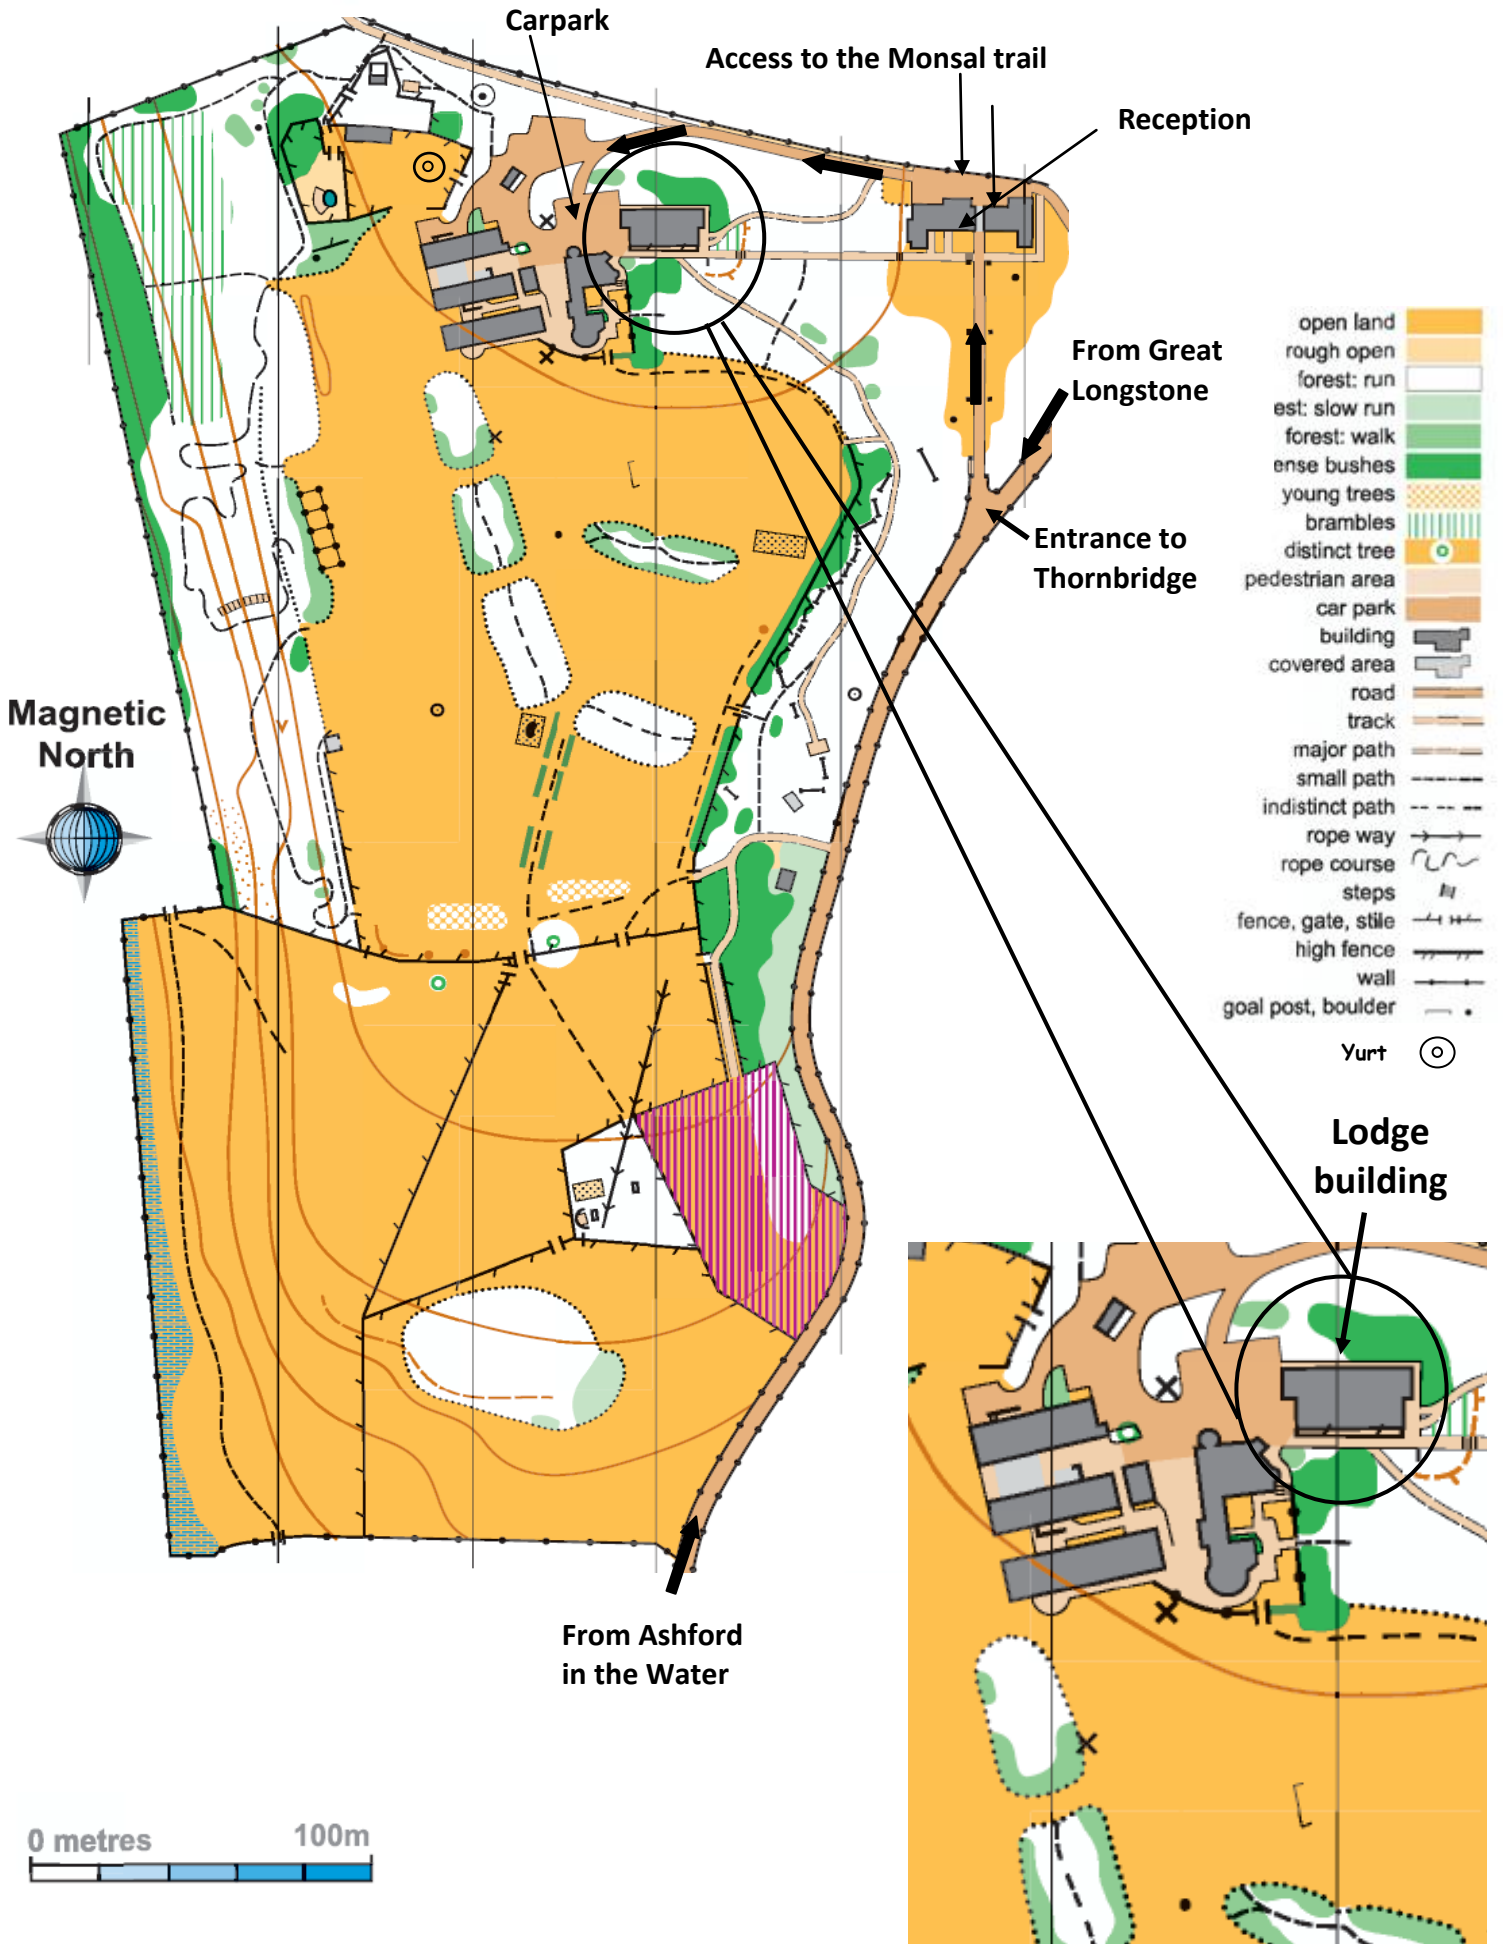 Carpark
Access to the Monsal trail
Reception
From Great
Longstone
Entrance to
Thornbridge
Magnetic
North
open land
rough open
forest: run
est: slow run
forest: walk
ense bushes
young trees
brambles
distinct tree
pedestrian area
car park
building
covered area
road
track
major path
small path
indistinct path
rope way
rope course
steps
fence, gate, stile
high fence
wall
goal post, boulder
Yurt
Lodge
building
From Ashford
in the Water
0 metres 100m